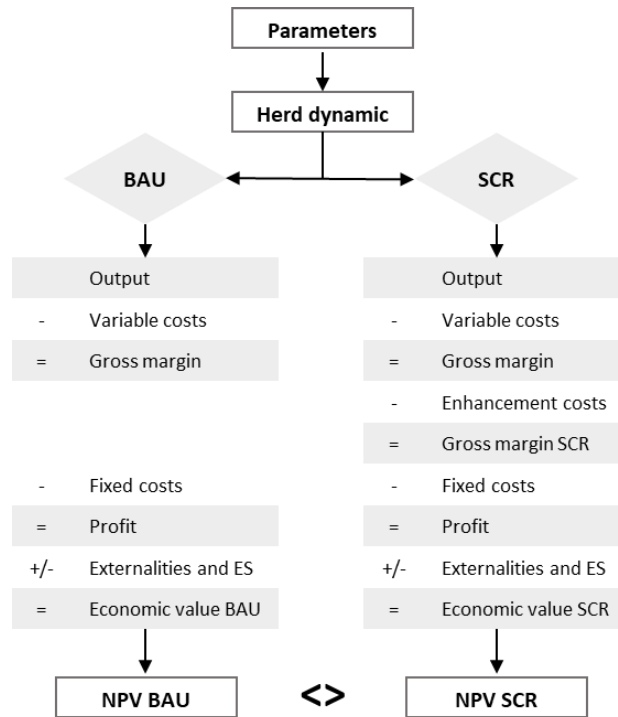 Parameters
Herd dynamic
BAU
SCR
Output
- Variable costs
= Gross margin
- Fixed costs
= Profit
+/- Externalities and ES
= Economic value BAU
NPV BAU
Output
- Variable costs
= Gross margin
- Enhancement costs
= Gross margin SCR
- Fixed costs
= Profit
+/- Externalities and ES
= Economic value SCR
<>
NPV SCR